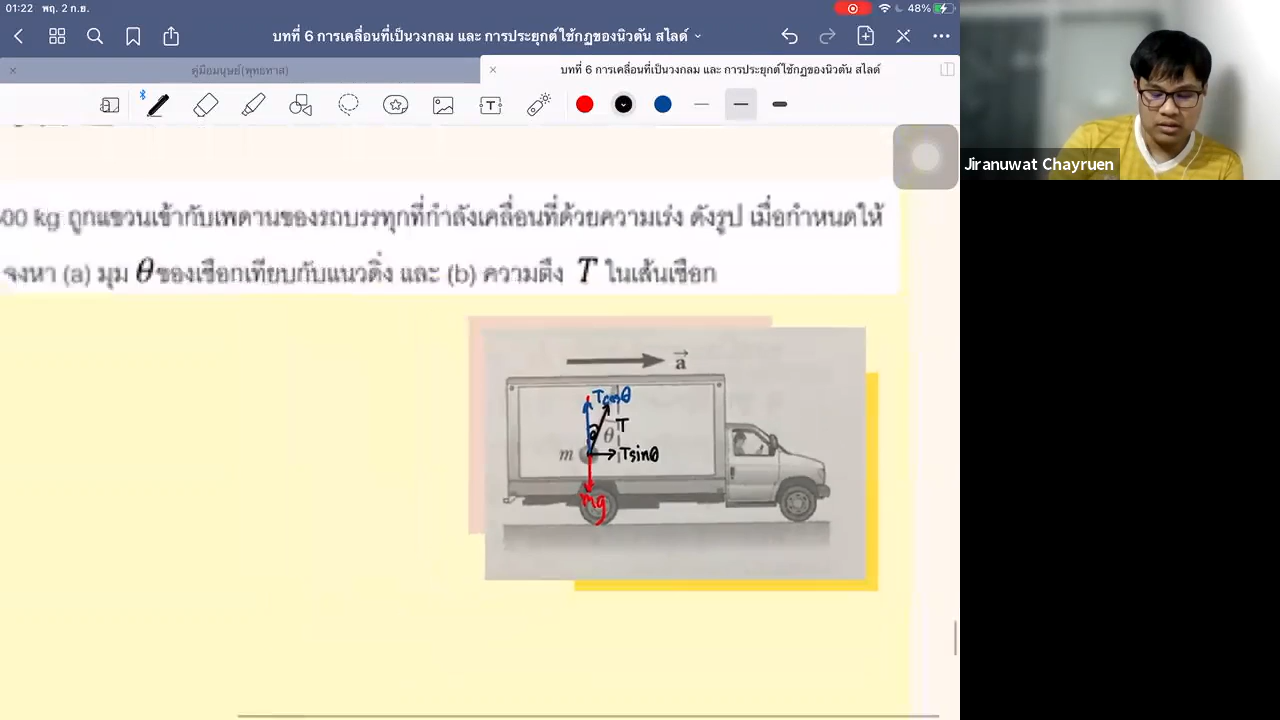 01:22 พฤ. 2 ก.ย.
48%
บทที่ 6 การเคลื่อนที่เป็นวงกลม และ การประยุกต์ใช้กฎของนิวตัน สไลด์
คู่มือมนุษย์(พุทธทาส)
บทที่ 6 การเคลื่อนที่เป็นวงกลม และ การประยุกต์ใช้กฎของนิวตัน สไลด์
Jiranuwat Chayruen
00 kg ถูกแขวนเข้ากับเพดานของรถบรรทุกที่กำลังเคลื่อนที่ด้วยความเร่ง ดังรูป เมื่อกำหนดให้
จงหา (a) มุม θ ของเชือกเทียบกับแนวดิ่ง และ (b) ความตึง T ในเส้นเชือก
a
Tcosθ
T
θ
θ
m
Tsinθ
mg